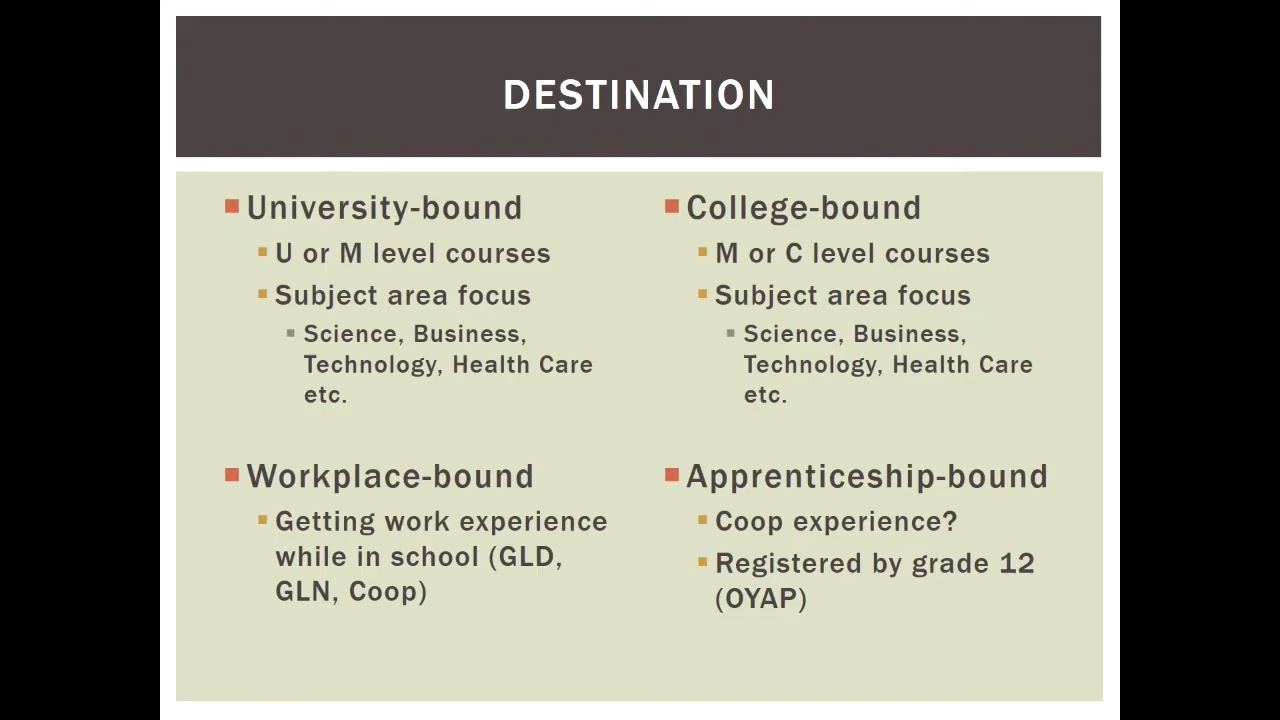 DESTINATION
University-bound
U or M level courses
Subject area focus
Science, Business,
Technology, Health Care
etc.
Workplace-bound
Getting work experience
while in school (GLD,
GLN, Coop)
College-bound
M or C level courses
Subject area focus
Science, Business,
Technology, Health Care
etc.
Apprenticeship-bound
Coop experience?
Registered by grade 12
(OYAP)